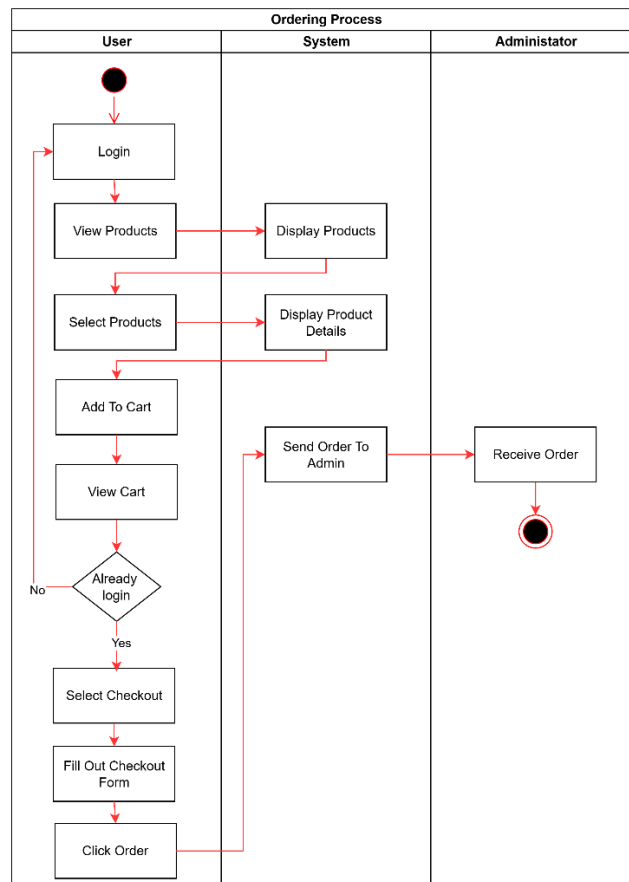 Ordering Process
User
System
Administator
Login
View Products
Display Products
Select Products
Display Product
Details
Add To Cart
Send Order To
Admin
Receive Order
View Cart
Already
login
No
Yes
Select Checkout
Fill Out Checkout
Form
Click Order